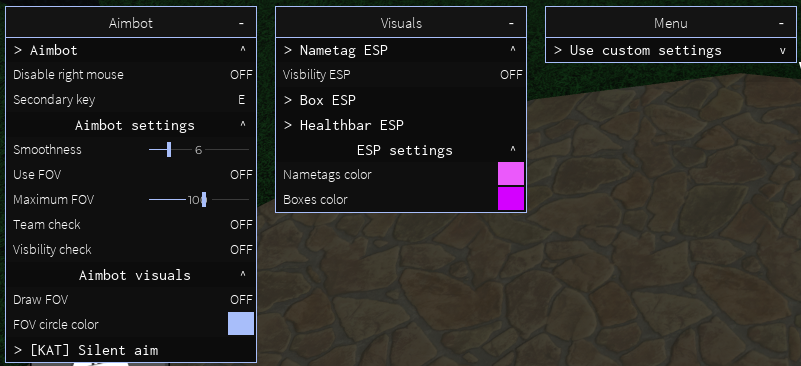 Aimbot -
> Aimbot ^
Disable right mouse OFF
Secondary key E
Aimbot settings ^
Smoothness 6
Use FOV OFF
Maximum FOV 100
Team check OFF
Visbility check OFF
Aimbot visuals ^
Draw FOV OFF
FOV circle color
> [KAT] Silent aim
Visuals -
> Nametag ESP ^
Visbility ESP OFF
> Box ESP
> Healthbar ESP
ESP settings ^
Nametags color
Boxes color
Menu -
> Use custom settings v